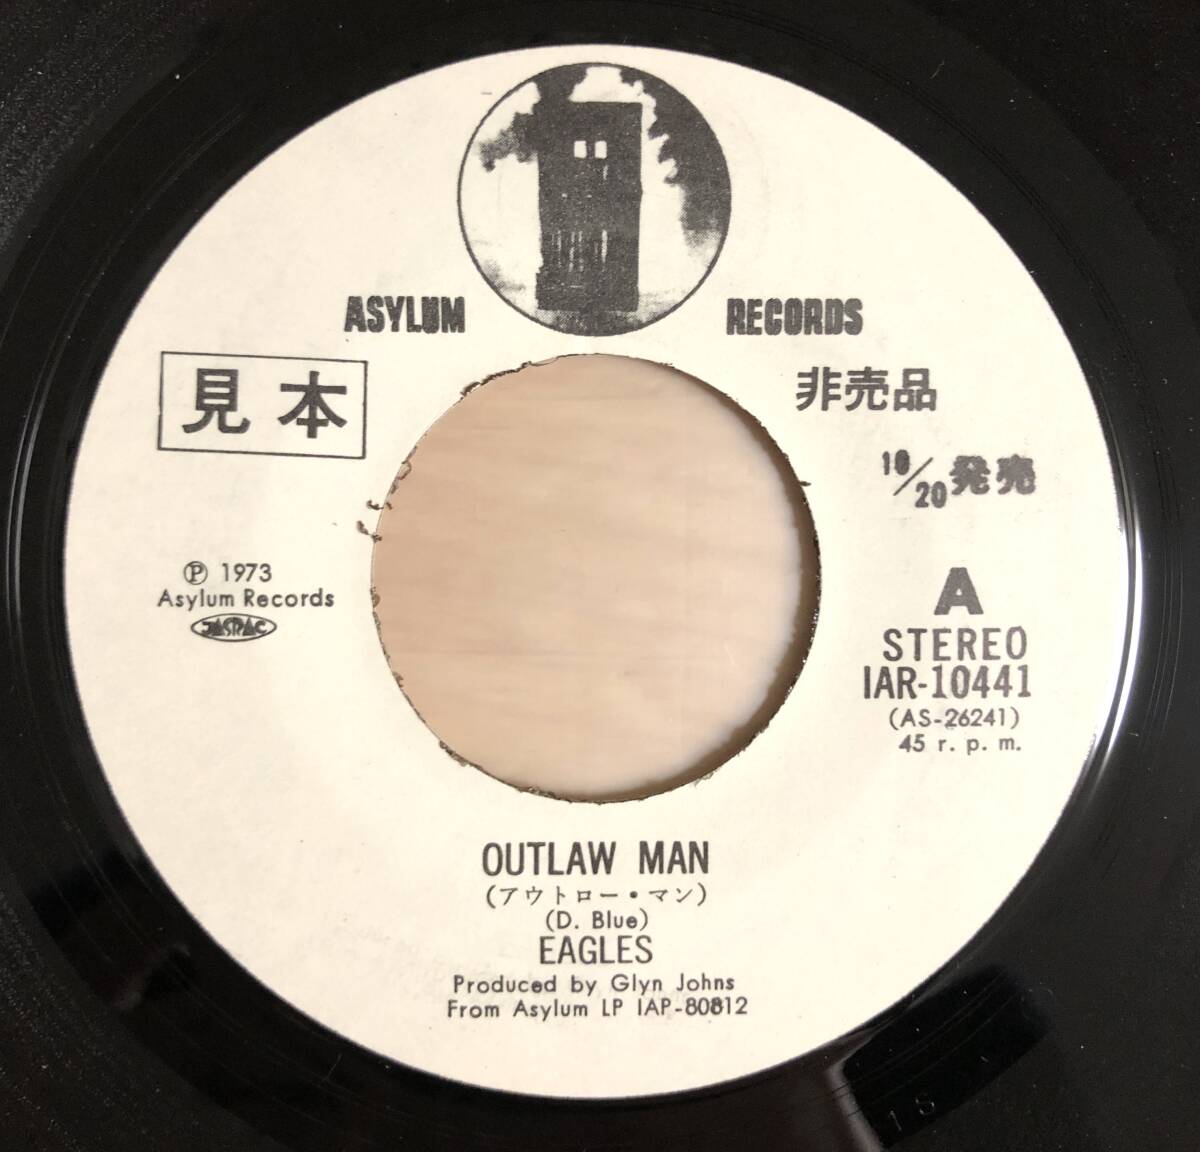 ASYLUM RECORDS
見本
非売品
10/20発売
Ⓟ 1973
Asylum Records
JASRAC
A
STEREO
IAR-10441
(AS-26241)
45 r. p. m.
OUTLAW MAN
(アウトロー・マン)
(D. Blue)
EAGLES
Produced by Glyn Johns
From Asylum LP IAP-80812
1S